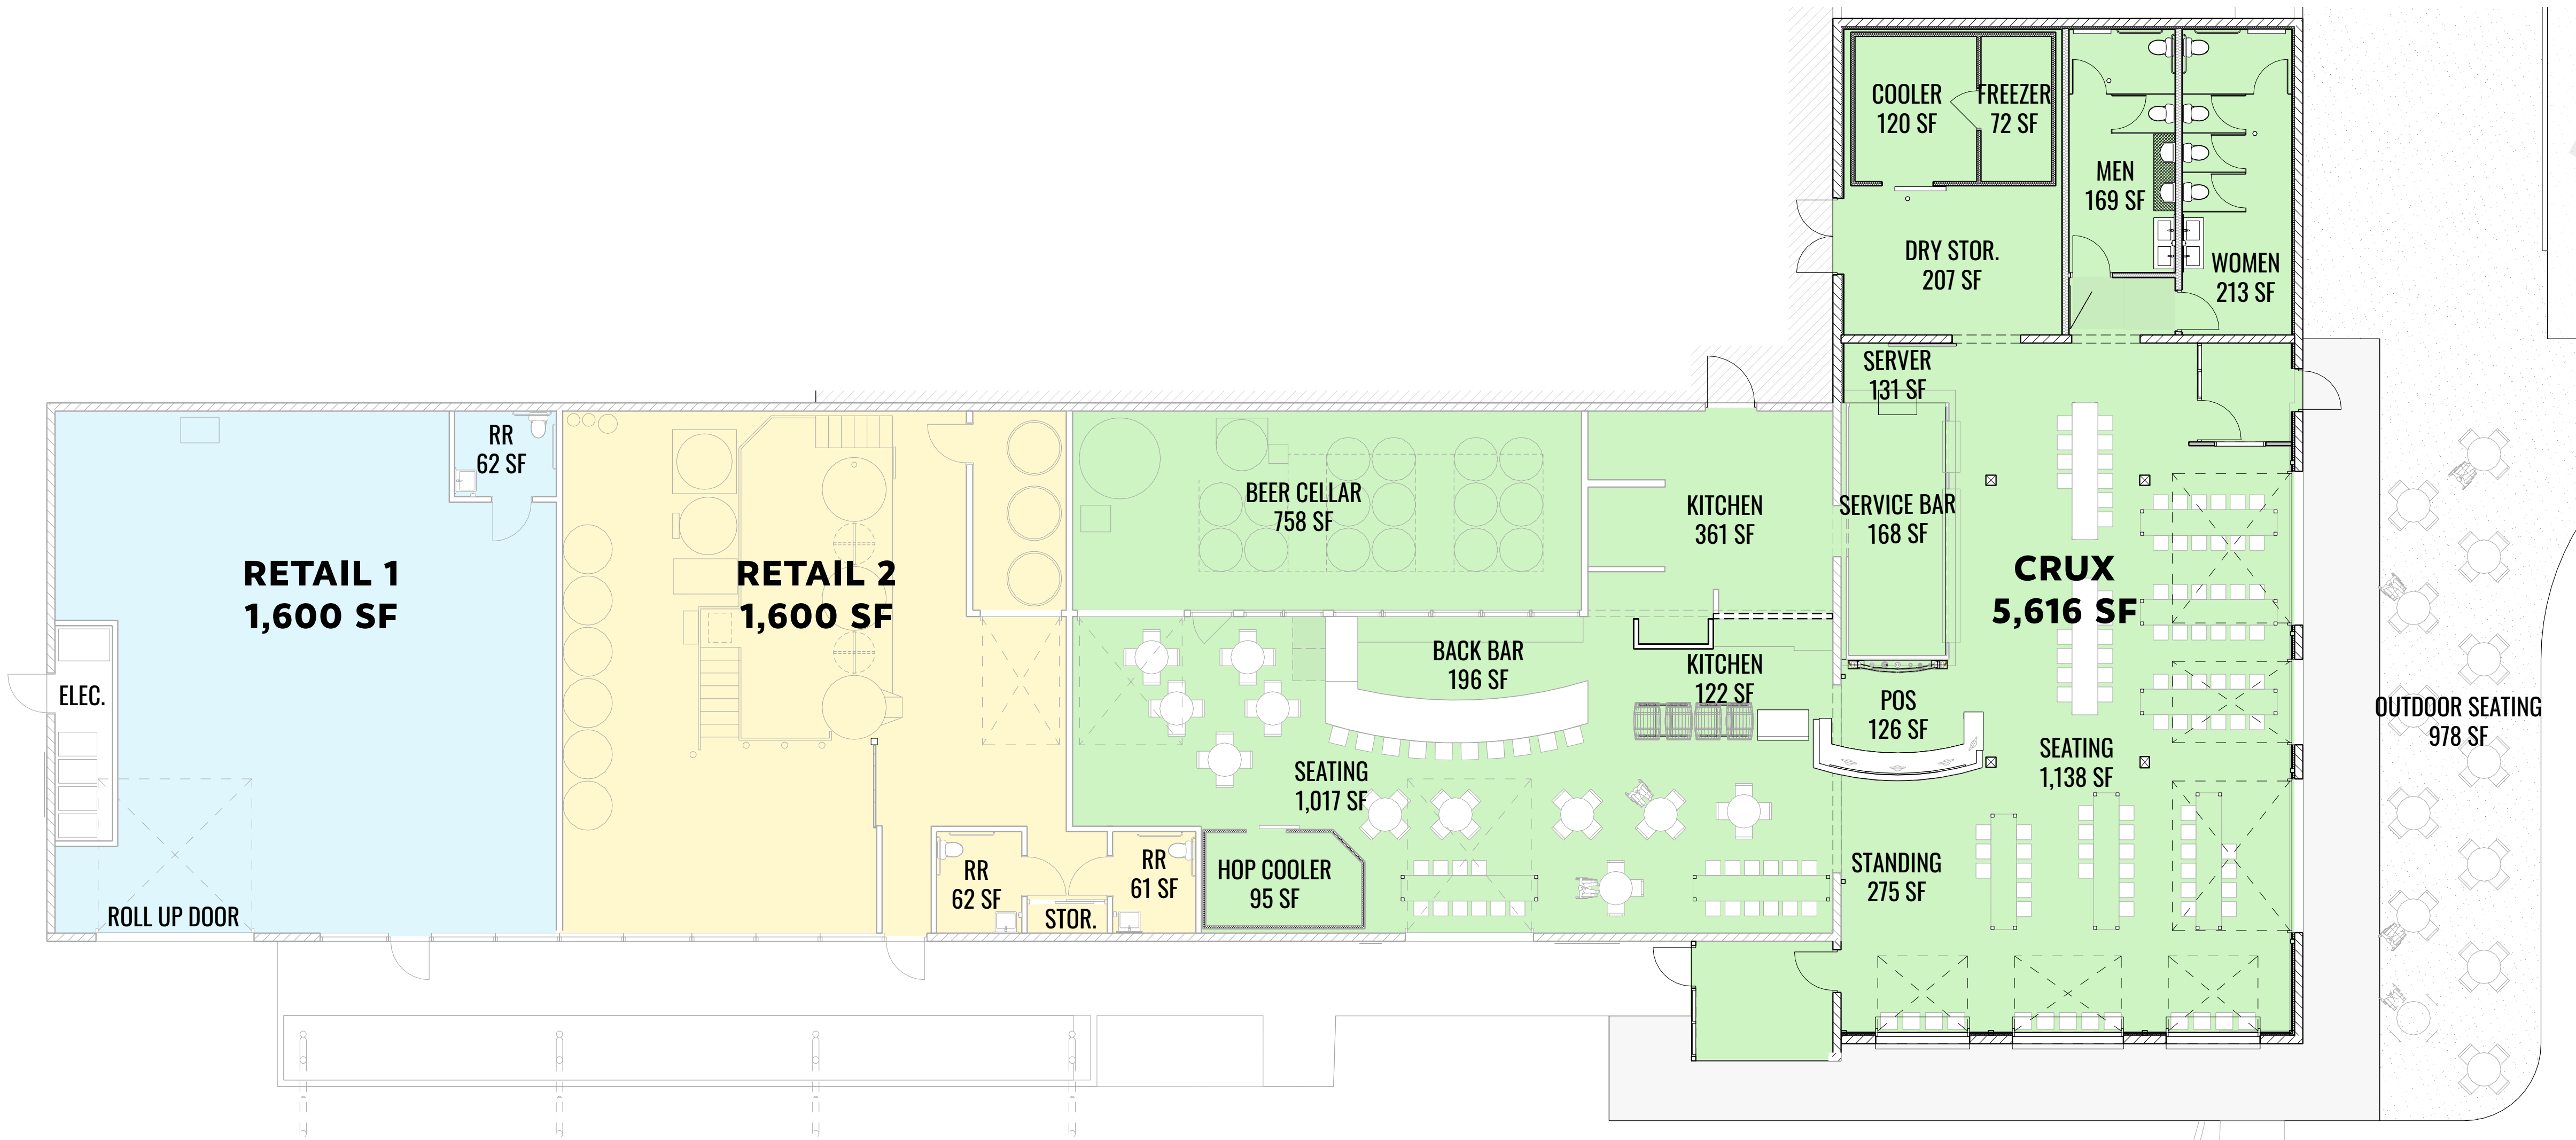 COOLER
120 SF
FREEZER
72 SF
MEN
169 SF
DRY STOR.
207 SF
WOMEN
213 SF
SERVER
131 SF
RR
62 SF
BEER CELLAR
758 SF
KITCHEN
361 SF
SERVICE BAR
168 SF
RETAIL 1
1,600 SF
RETAIL 2
1,600 SF
CRUX
5,616 SF
BACK BAR
196 SF
KITCHEN
122 SF
ELEC.
POS
126 SF
OUTDOOR SEATING
978 SF
SEATING
1,138 SF
SEATING
1,017 SF
RR
62 SF
RR
61 SF
HOP COOLER
95 SF
STANDING
275 SF
ROLL UP DOOR
STOR.